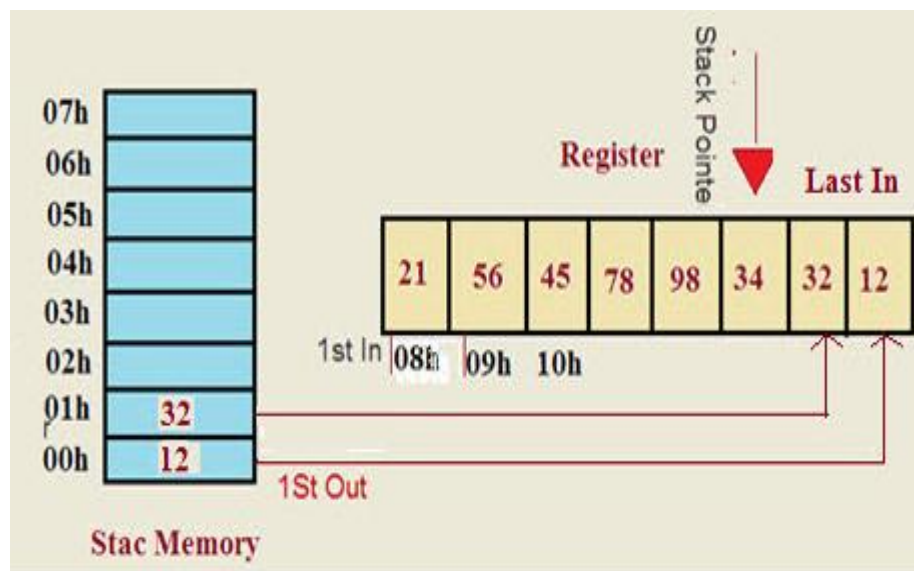 Stack Pointe
Register
Last In
07h
06h
05h
04h
03h
02h
01h
r
00h
32
12
21 56 45 78 98 34 32 12
1st In 08h 09h 10h
1St Out
Stac Memory